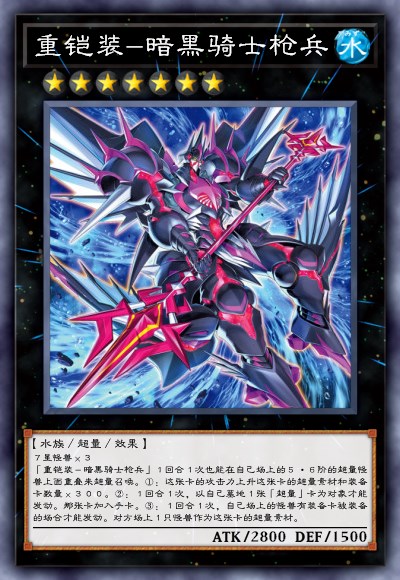 重铠装-暗黑骑士枪兵
水
【水族/超量/效果】
7星怪兽×3
「重铠装-暗黑骑士枪兵」1回合1次也能在自己场上的5·6阶的超量怪
兽上面重叠来超量召唤。①：这张卡的攻击力上升这张卡的超量素材和装备
卡数量×300。②：1回合1次，以自己墓地1张「超量」卡为对象才能
发动。那张卡加入手卡。③：1回合1次，自己场上的怪兽有装备卡被装备
的场合才能发动。对方场上1只怪兽作为这张卡的超量素材。
ATK/2800 DEF/1500